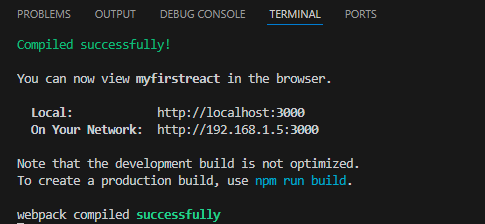 PROBLEMS OUTPUT DEBUG CONSOLE TERMINAL PORTS
Compiled successfully!
You can now view myfirstreact in the browser.
Local: http://localhost:3000
On Your Network: http://192.168.1.5:3000
Note that the development build is not optimized.
To create a production build, use npm run build.
webpack compiled successfully